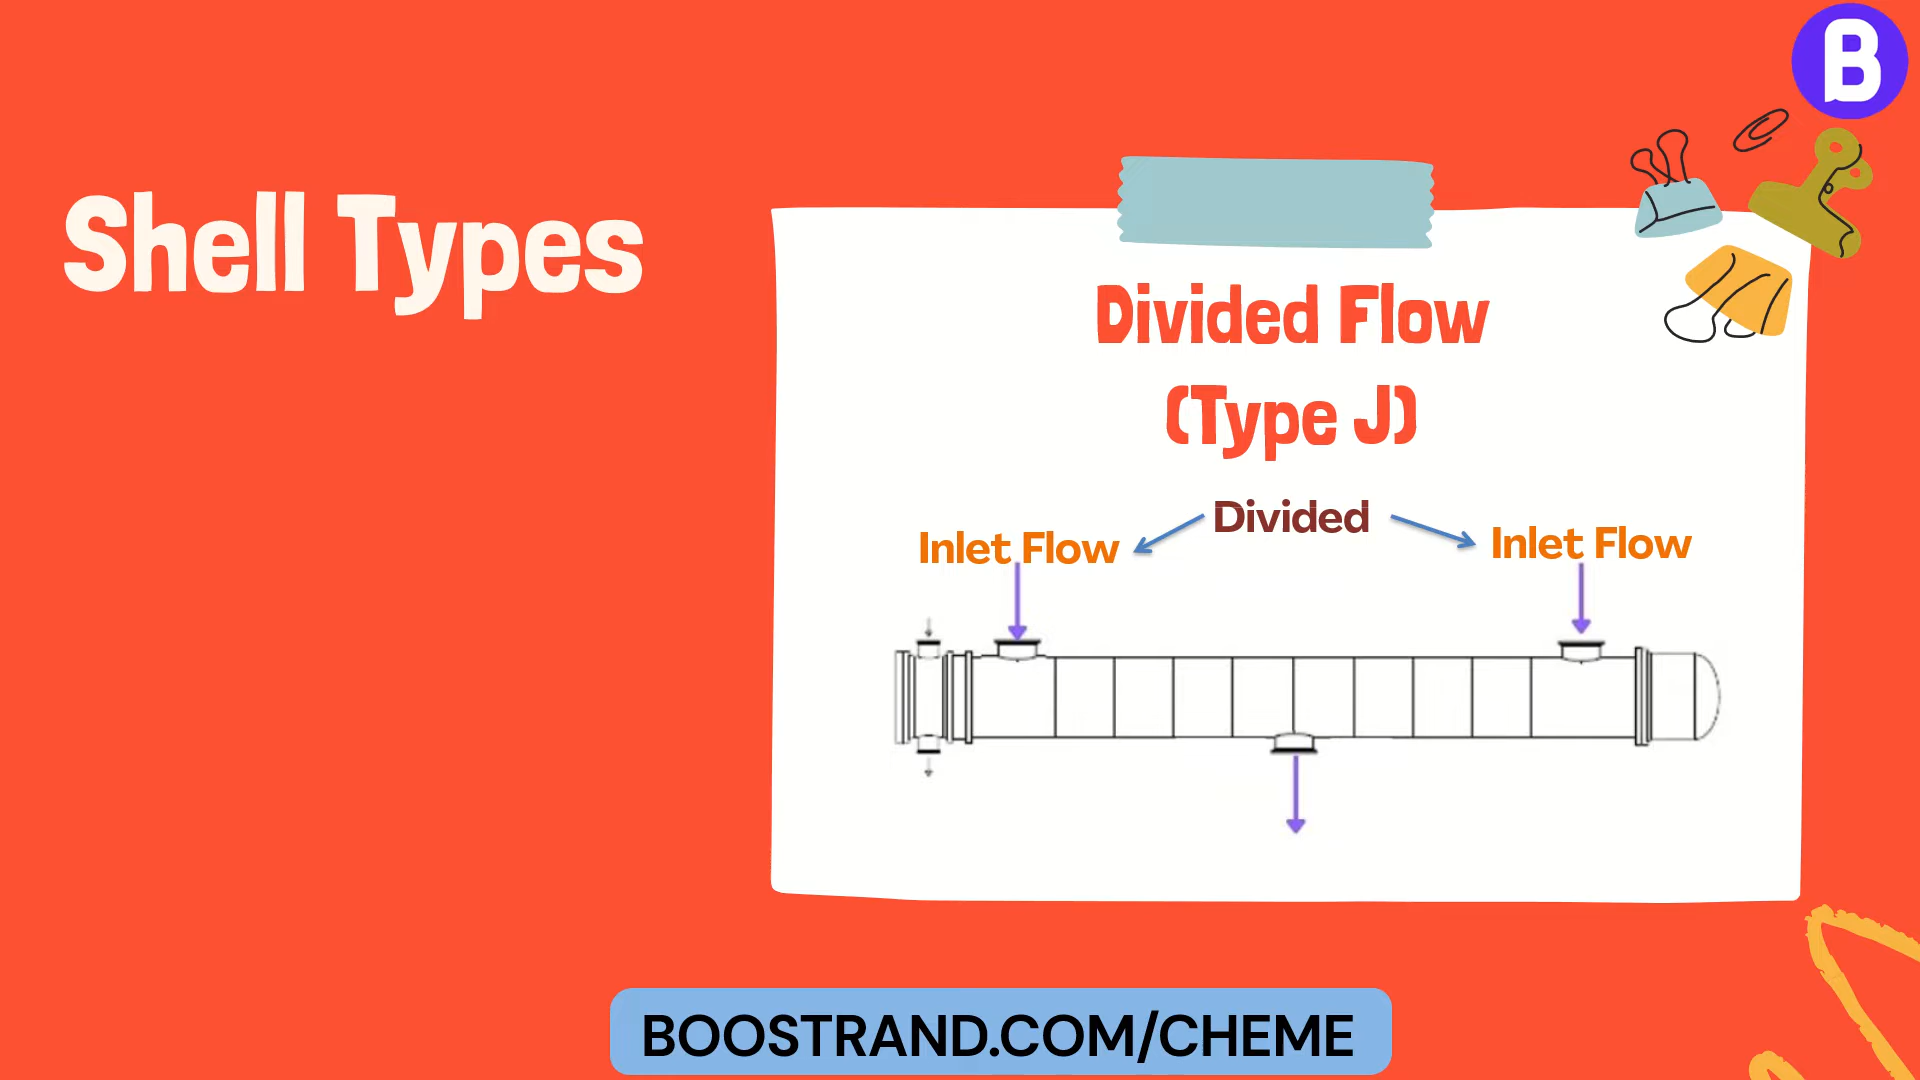 B
Shell Types
Divided Flow
(Type J)
Divided
Inlet Flow
Inlet Flow
BOOSTRAND.COM/CHEME